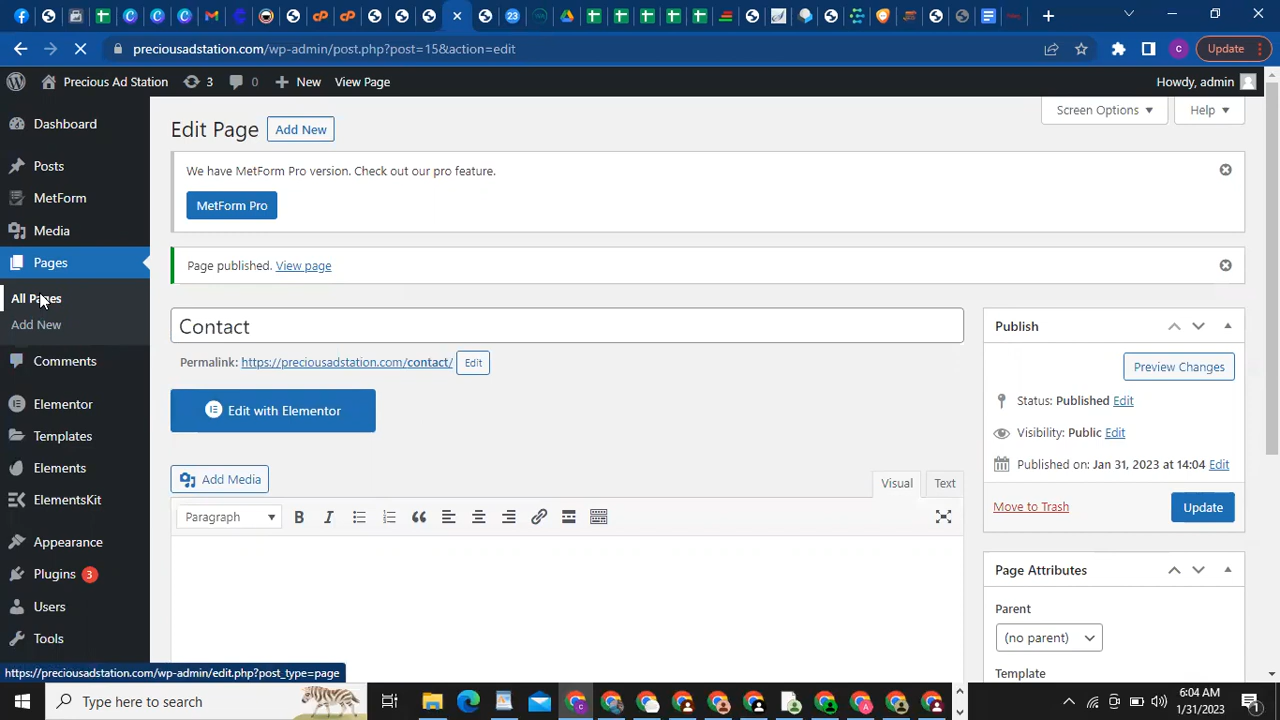 23
preciousadstation.com/wp-admin/post.php?post=15&action=edit
c
Update
Precious Ad Station
3
0
New
View Page
Howdy, admin
Dashboard
Posts
MetForm
Media
Pages
All Pages
Add New
Comments
Elementor
Templates
Elements
ElementsKit
Appearance
Plugins 3
Users
Tools
Screen Options
Help
Edit Page
Add New
We have MetForm Pro version. Check out our pro feature.
MetForm Pro
Page published. View page
Contact
Permalink: https://preciousadstation.com/contact/ Edit
Edit with Elementor
Add Media
Visual
Text
Paragraph
B
I
Publish
Preview Changes
Status: Published Edit
Visibility: Public Edit
Published on: Jan 31, 2023 at 14:04 Edit
Move to Trash
Update
Page Attributes
Parent
(no parent)
Template
https://preciousadstation.com/wp-admin/edit.php?post_type=page
Type here to search
6:04 AM
1/31/2023